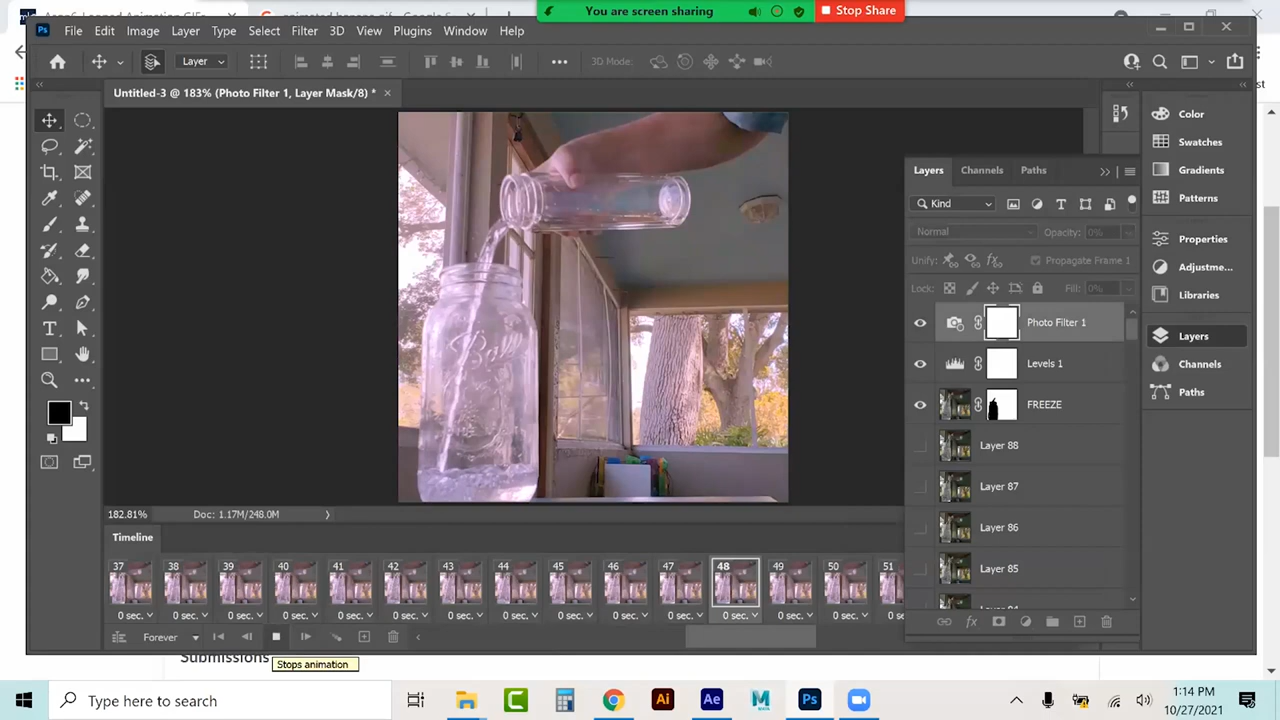 You are screen sharing
Stop Share
Ps
File Edit Image Layer Type Select Filter 3D View Plugins Window Help
Layer
3D Mode:
Untitled-3 @ 183% (Photo Filter 1, Layer Mask/8) *
Color
Swatches
Gradients
Patterns
Properties
Adjustme...
Libraries
Layers
Channels
Paths
Layers Channels Paths
Kind
Normal Opacity: 0%
Unify: Propagate Frame 1
Lock: Fill: 0%
Photo Filter 1
Levels 1
FREEZE
Layer 88
Layer 87
Layer 86
Layer 85
182.81% Doc: 1.17M/248.0M
Timeline
37 38 39 40 41 42 43 44 45 46 47 48 49 50 51
0 sec. 0 sec. 0 sec. 0 sec. 0 sec. 0 sec. 0 sec. 0 sec. 0 sec. 0 sec. 0 sec. 0 sec. 0 sec. 0 sec.
Forever
Submissions
Stops animation
Type here to search
Ai Ae M Ps
1:14 PM
10/27/2021